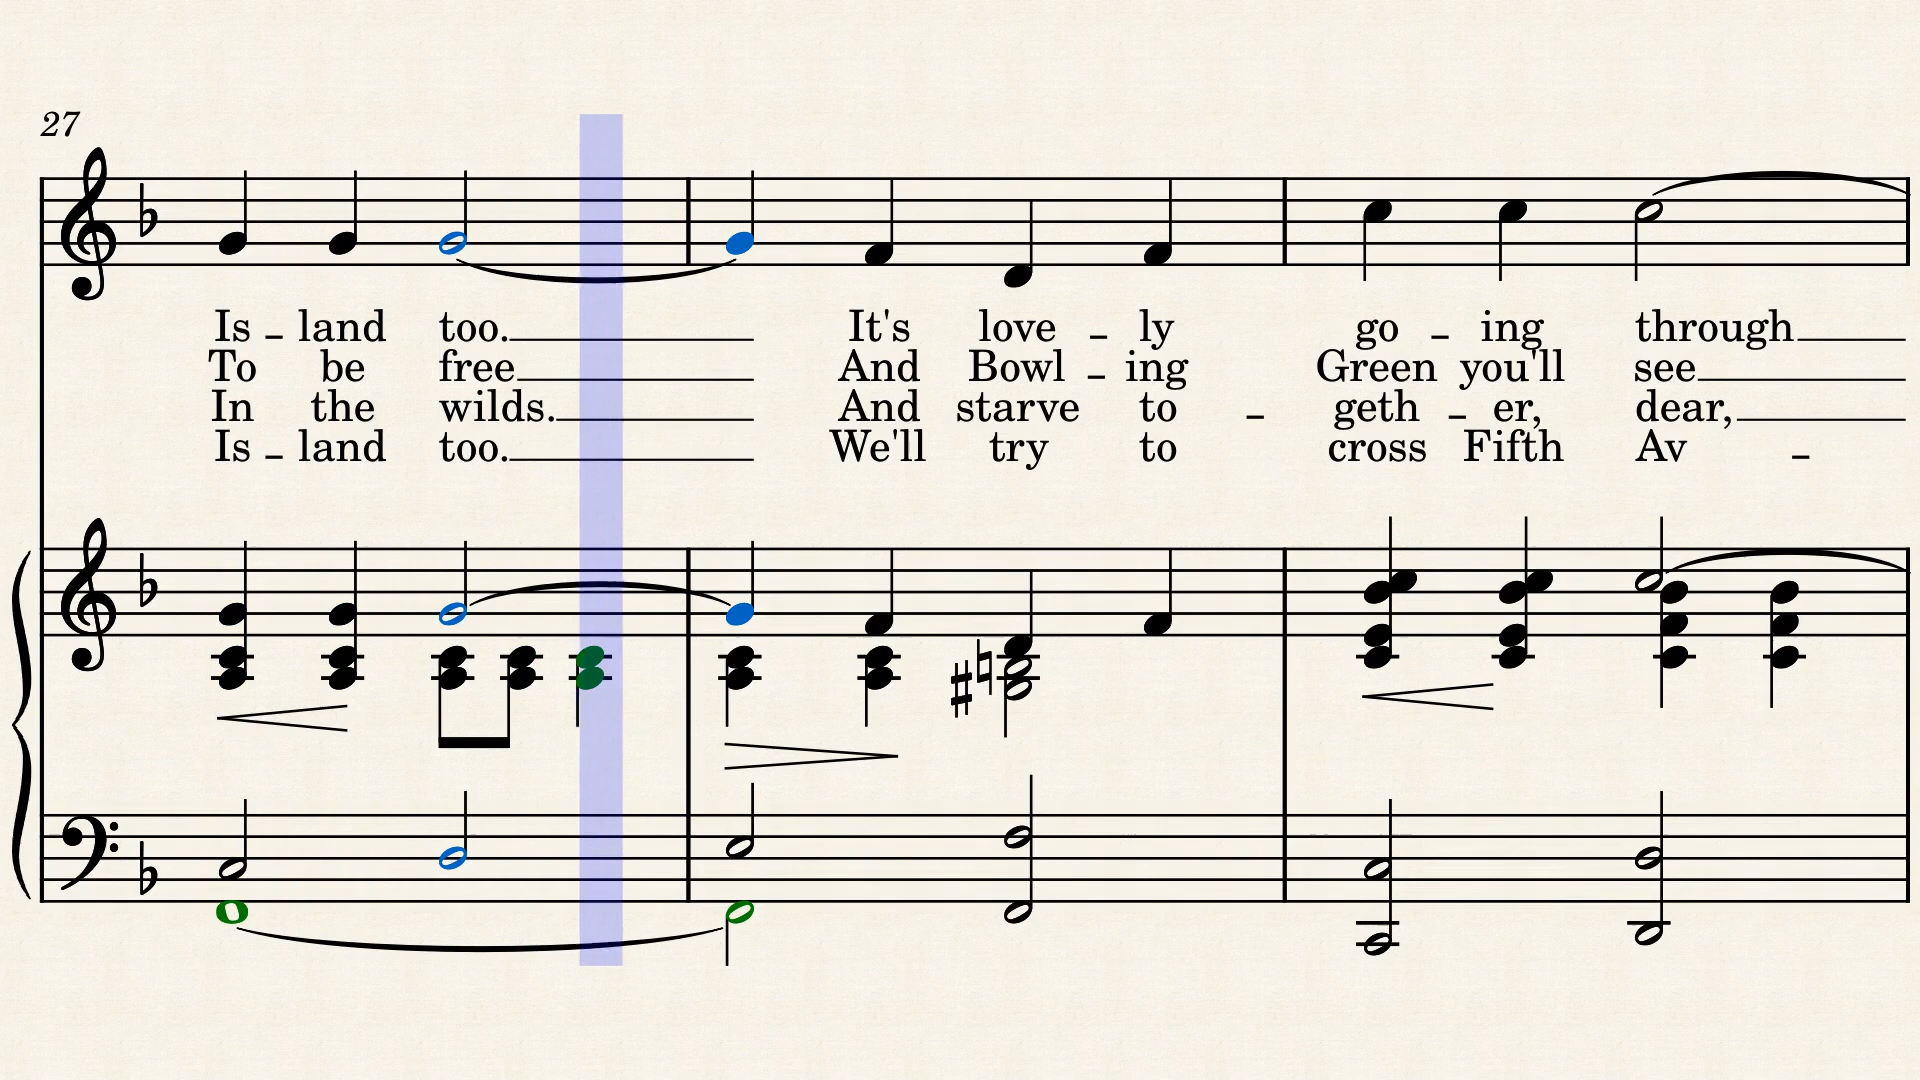 27
Is - land too. It's love - ly go - ing through
To be free And Bowl - ing Green you'll see
In the wilds. And starve to - geth - er, dear,
Is - land too. We'll try to cross Fifth Av -